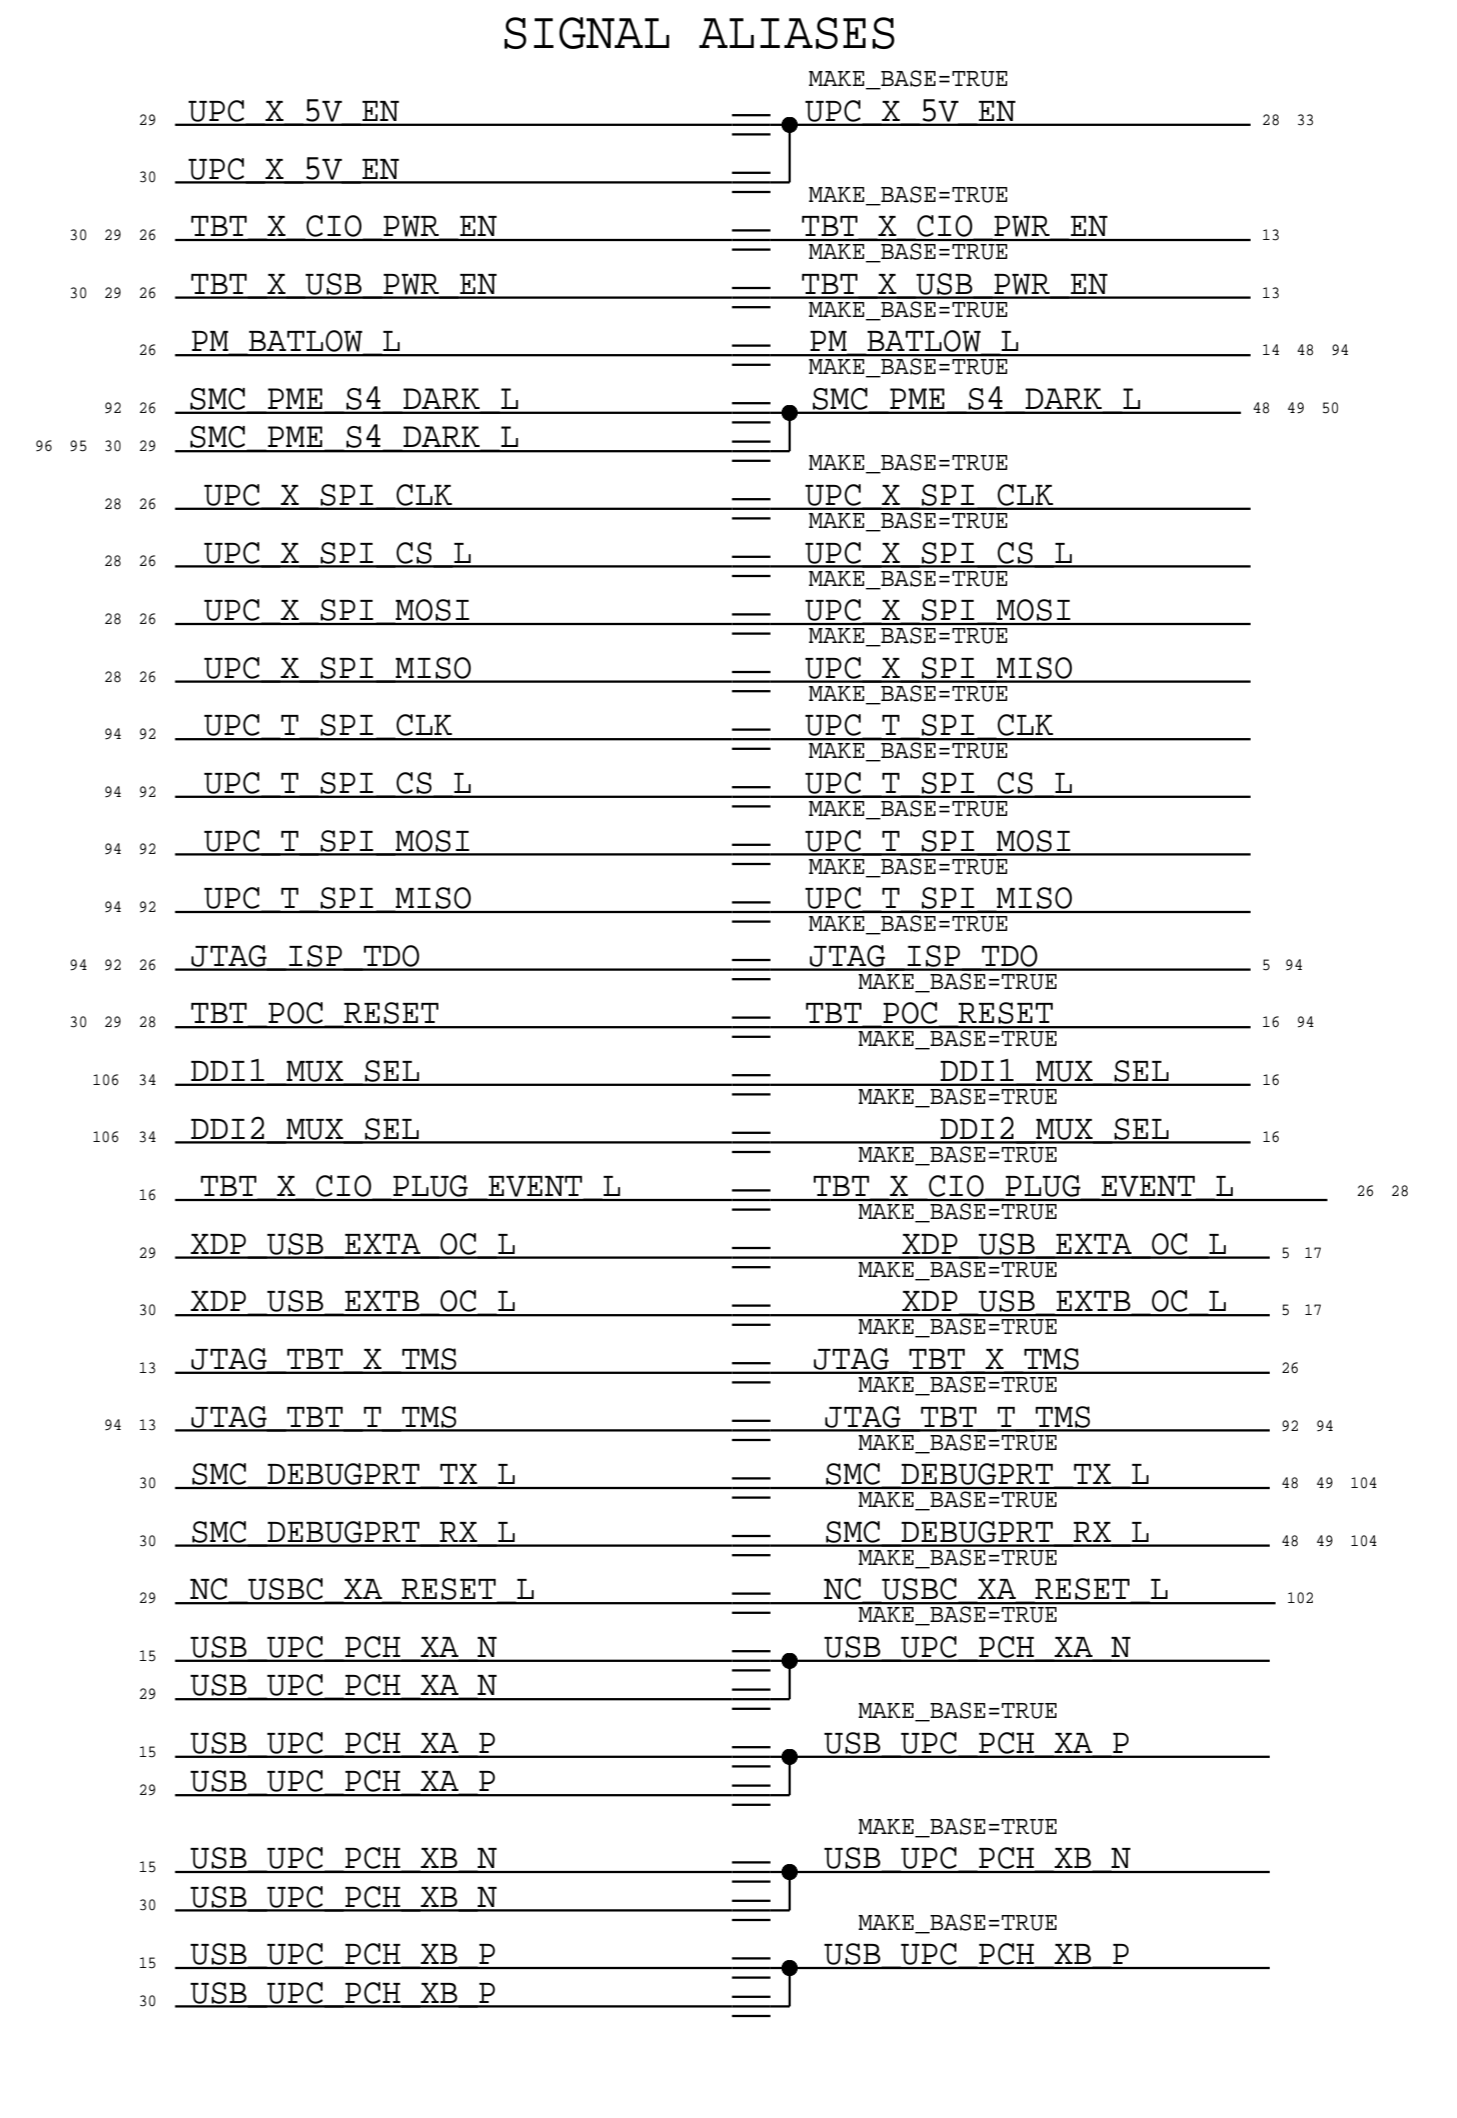 SIGNAL ALIASES
MAKE_BASE=TRUE
29 UPC_X_5V_EN UPC_X_5V_EN 28 33
30 UPC_X_5V_EN
MAKE_BASE=TRUE
30 29 26 TBT_X_CIO_PWR_EN TBT_X_CIO_PWR_EN 13
MAKE_BASE=TRUE
30 29 26 TBT_X_USB_PWR_EN TBT_X_USB_PWR_EN 13
MAKE_BASE=TRUE
26 PM_BATLOW_L PM_BATLOW_L 14 48 94
MAKE_BASE=TRUE
92 26 SMC_PME_S4_DARK_L SMC_PME_S4_DARK_L 48 49 50
96 95 30 29 SMC_PME_S4_DARK_L
MAKE_BASE=TRUE
28 26 UPC_X_SPI_CLK UPC_X_SPI_CLK
MAKE_BASE=TRUE
28 26 UPC_X_SPI_CS_L UPC_X_SPI_CS_L
MAKE_BASE=TRUE
28 26 UPC_X_SPI_MOSI UPC_X_SPI_MOSI
MAKE_BASE=TRUE
28 26 UPC_X_SPI_MISO UPC_X_SPI_MISO
MAKE_BASE=TRUE
94 92 UPC_T_SPI_CLK UPC_T_SPI_CLK
MAKE_BASE=TRUE
94 92 UPC_T_SPI_CS_L UPC_T_SPI_CS_L
MAKE_BASE=TRUE
94 92 UPC_T_SPI_MOSI UPC_T_SPI_MOSI
MAKE_BASE=TRUE
94 92 UPC_T_SPI_MISO UPC_T_SPI_MISO
MAKE_BASE=TRUE
94 92 26 JTAG_ISP_TDO JTAG_ISP_TDO 5 94
MAKE_BASE=TRUE
30 29 28 TBT_POC_RESET TBT_POC_RESET 16 94
MAKE_BASE=TRUE
106 34 DDI1_MUX_SEL DDI1_MUX_SEL 16
MAKE_BASE=TRUE
106 34 DDI2_MUX_SEL DDI2_MUX_SEL 16
MAKE_BASE=TRUE
16 TBT_X_CIO_PLUG_EVENT_L TBT_X_CIO_PLUG_EVENT_L 26 28
MAKE_BASE=TRUE
29 XDP_USB_EXTA_OC_L XDP_USB_EXTA_OC_L 5 17
MAKE_BASE=TRUE
30 XDP_USB_EXTB_OC_L XDP_USB_EXTB_OC_L 5 17
MAKE_BASE=TRUE
13 JTAG_TBT_X_TMS JTAG_TBT_X_TMS 26
MAKE_BASE=TRUE
94 13 JTAG_TBT_T_TMS JTAG_TBT_T_TMS 92 94
MAKE_BASE=TRUE
30 SMC_DEBUGPRT_TX_L SMC_DEBUGPRT_TX_L 48 49 104
MAKE_BASE=TRUE
30 SMC_DEBUGPRT_RX_L SMC_DEBUGPRT_RX_L 48 49 104
MAKE_BASE=TRUE
29 NC_USBC_XA_RESET_L NC_USBC_XA_RESET_L 102
MAKE_BASE=TRUE
15 USB_UPC_PCH_XA_N USB_UPC_PCH_XA_N
29 USB_UPC_PCH_XA_N
MAKE_BASE=TRUE
15 USB_UPC_PCH_XA_P USB_UPC_PCH_XA_P
29 USB_UPC_PCH_XA_P
MAKE_BASE=TRUE
15 USB_UPC_PCH_XB_N USB_UPC_PCH_XB_N
30 USB_UPC_PCH_XB_N
MAKE_BASE=TRUE
15 USB_UPC_PCH_XB_P USB_UPC_PCH_XB_P
30 USB_UPC_PCH_XB_P